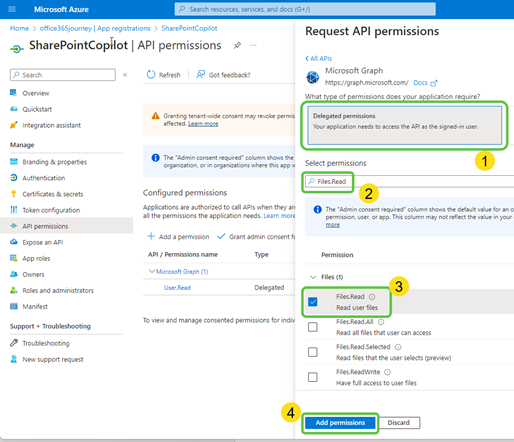 Microsoft Azure
Search resources, services, and docs (G+/)
Home > office365journey | App registrations > SharePointCopilot
SharePointCopilot | API permissions
Search
Overview
Quickstart
Integration assistant
Manage
Branding & properties
Authentication
Certificates & secrets
Token configuration
API permissions
Expose an API
App roles
Owners
Roles and administrators
Manifest
Support + Troubleshooting
Troubleshooting
New support request
Refresh
Got feedback?
Granting tenant-wide consent may revoke permis
affected. Learn more
The "Admin consent required" column shows the
organization, or in organizations where this app w
Configured permissions
Applications are authorized to call APIs when they are
all the permissions the application needs. Learn more
Add a permission
Grant admin consent fo
API / Permissions name
Type
Microsoft Graph (1)
User.Read
Delegated
To view and manage consented permissions for indivi
Request API permissions
All APIs
Microsoft Graph
https://graph.microsoft.com/ Docs
What type of permissions does your application require?
Delegated permissions
Your application needs to access the API as the signed-in user.
1
Select permissions
Files.Read
2
The "Admin consent required" column shows the default value for an o
permission, user, or app. This column may not reflect the value in your
more
Permission
Files (1)
Files.Read
Read user files
3
Files.Read.All
Read all files that user can access
Files.Read.Selected
Read files that the user selects (preview)
Files.ReadWrite
Have full access to user files
4
Add permissions
Discard